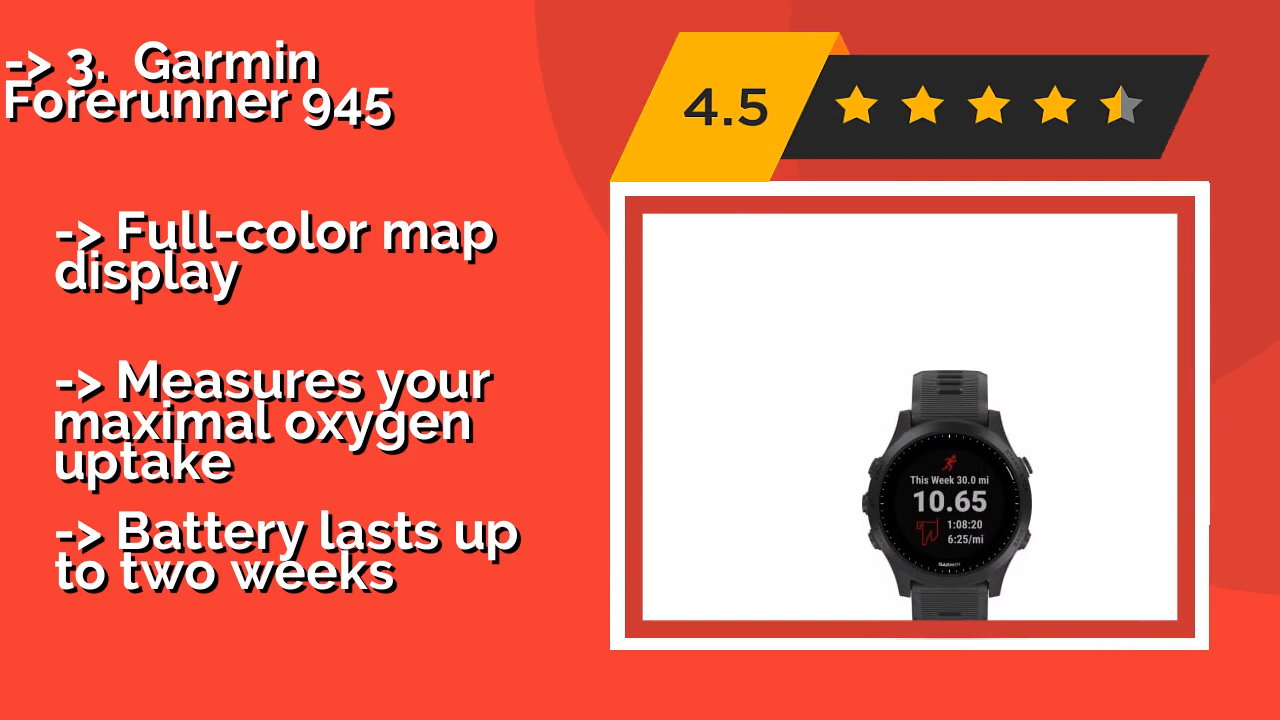 -> 3.  Garmin
Forerunner 945
4.5
-> Full-color map
display
-> Measures your
maximal oxygen
uptake
-> Battery lasts up
to two weeks
This Week 30.0 mi
10.65
1:08:20
6:25/mi
GARMIN